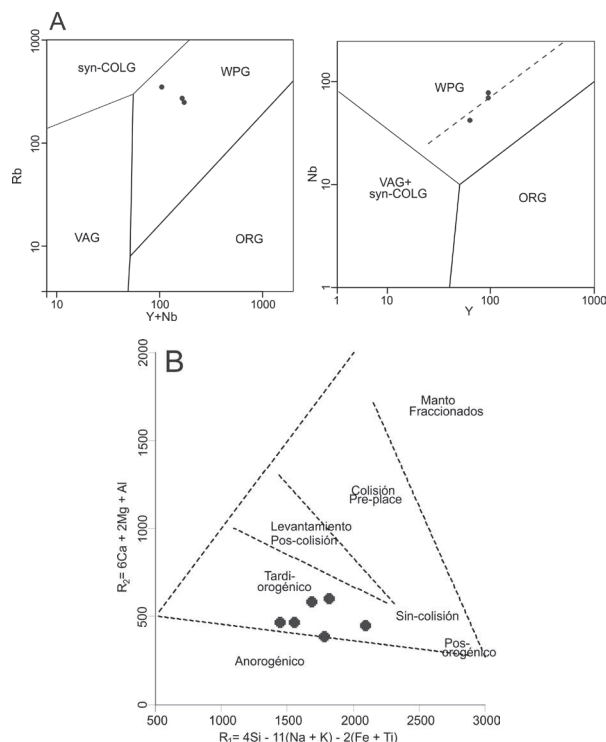 A
1000
100
10
Rb
syn-COLG
WPG
VAG
ORG
10
100
1000
Y+Nb
100
10
1
Nb
WPG
VAG+
syn-COLG
ORG
1
10
100
1000
Y
B
2000
1500
1000
500
0
R₂= 6Ca + 2Mg + Al
Manto
Fraccionados
Colisión
Pre-place
Levantamiento
Pos-colisión
Tardi-
orogénico
Sin-colisión
Pos-
orogénico
Anorogénico
500
1000
1500
2000
2500
3000
R₁= 4Si - 11(Na + K) - 2(Fe + Ti)